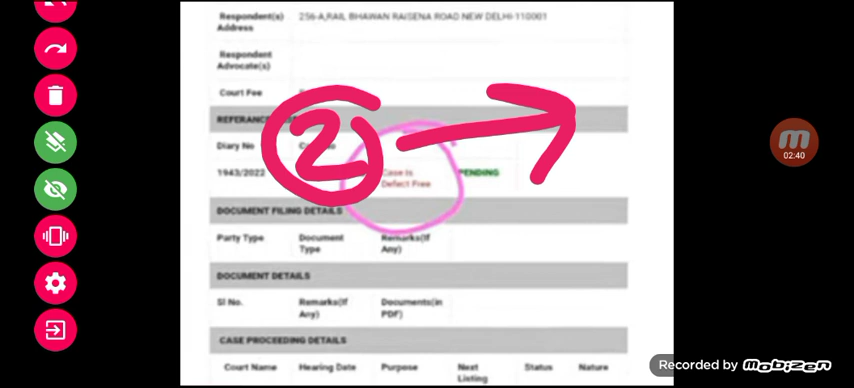 Respondent(s) 256-A,RAIL BHAWAN RAISENA ROAD NEW DELHI-110001
Address
Respondent
Advocate(s)
Court Fee
2
Diary No
1943/2022 Case Is PENDING
Defect Free
DOCUMENT FILING DETAILS
Party Type Document Remarks(If
Type Any)
DOCUMENT DETAILS
Sl No. Remarks(If Documents(in
Any) PDF)
CASE PROCEEDING DETAILS
Court Name Hearing Date Purpose Next Status Nature
Listing
02:40
Recorded by mobizen